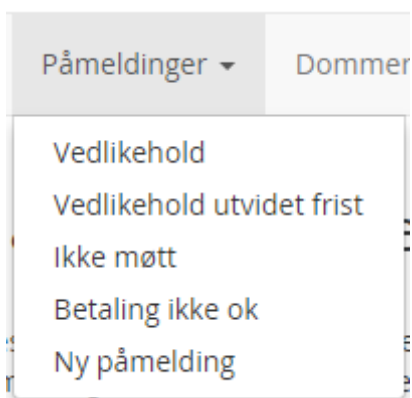 Påmeldinger Dommer
Vedlikehold
Vedlikehold utvidet frist
Ikke møtt
Betaling ikke ok
Ny påmelding